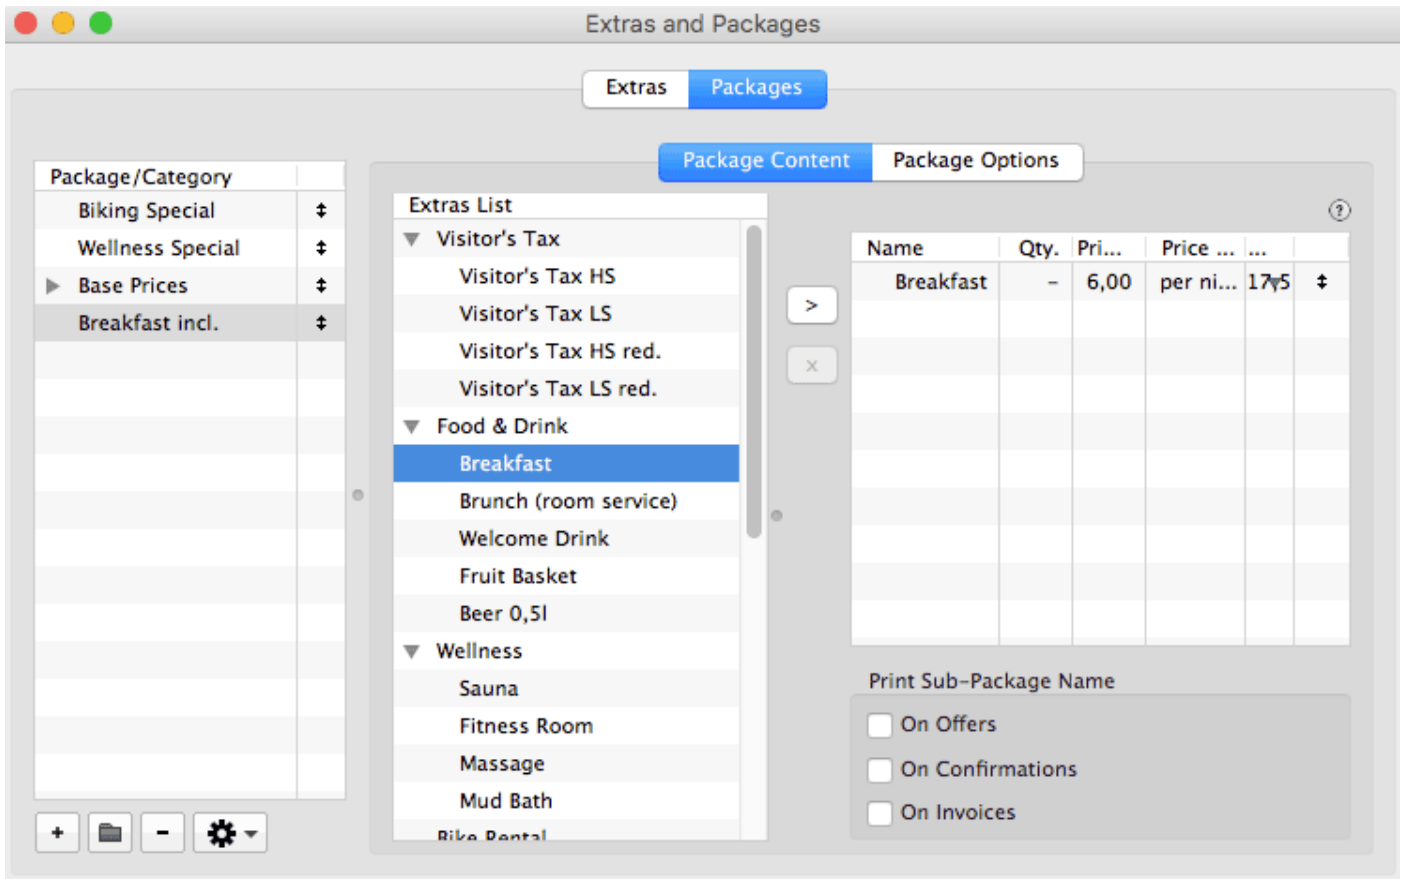 Extras and Packages
Extras Packages
Package Content Package Options
Package/Category
Biking Special
Wellness Special
Base Prices
Breakfast incl.
Extras List
Visitor's Tax
Visitor's Tax HS
Visitor's Tax LS
Visitor's Tax HS red.
Visitor's Tax LS red.
Food & Drink
Breakfast
Brunch (room service)
Welcome Drink
Fruit Basket
Beer 0,5l
Wellness
Sauna
Fitness Room
Massage
Mud Bath
Bike Rental
>
x
?
Name Qty. Pri... Price ... ...
Breakfast – 6,00 per ni...
Print Sub-Package Name
On Offers
On Confirmations
On Invoices
+ -